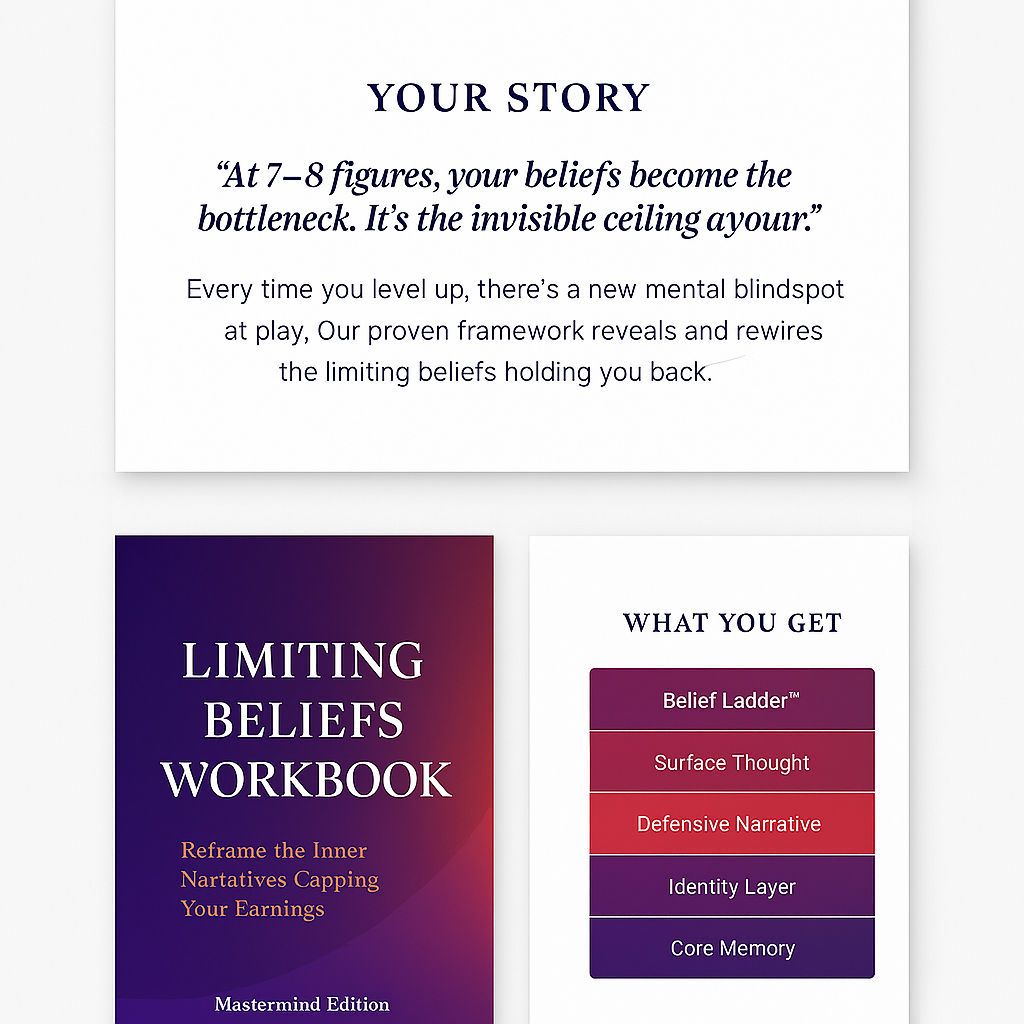 YOUR STORY
“At 7–8 figures, your beliefs become the
bottleneck. It’s the invisible ceiling ayouır.”
Every time you level up, there’s a new mental blindspot
at play, Our proven framework reveals and rewires
the limiting beliefs holding you back.
LIMITING
BELIEFS
WORKBOOK
Reframe the Inner
Nartatives Capping
Your Earnings
Mastermind Edition
WHAT YOU GET
Belief Ladder™
Surface Thought
Defensive Narrative
Identity Layer
Core Memory